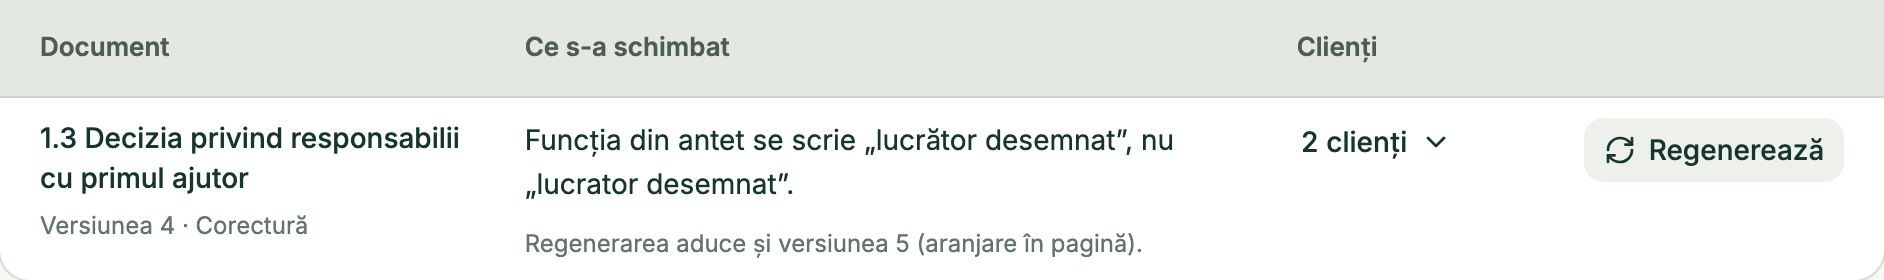 Document
Ce s-a schimbat
Clienți
1.3 Decizia privind responsabilii
cu primul ajutor
Versiunea 4 · Corectură
Funcția din antet se scrie „lucrător desemnat”, nu
„lucrator desemnat”.
Regenerarea aduce și versiunea 5 (aranjare în pagină).
2 clienți
Regenerează